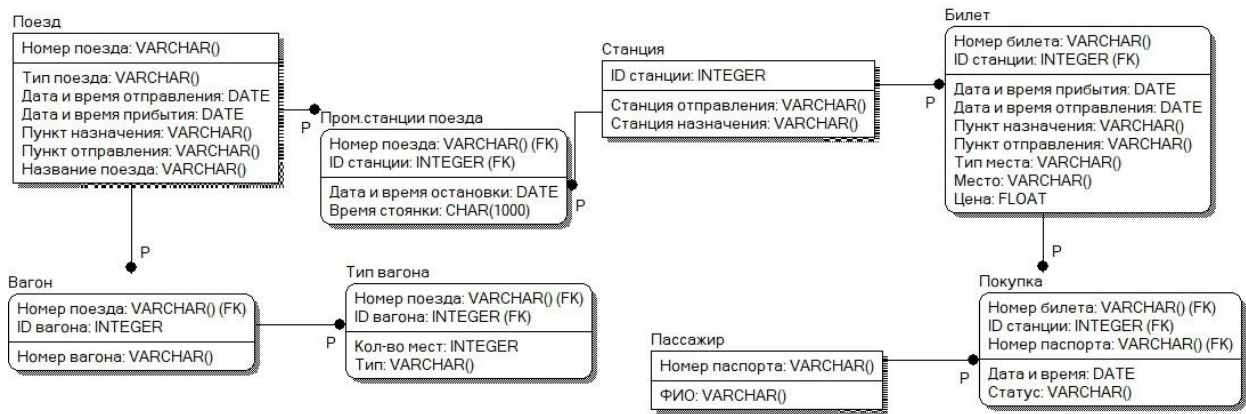 Поезд
Номер поезда: VARCHAR()
Тип поезда: VARCHAR()
Дата и время отправления: DATE
Дата и время прибытия: DATE
Пункт назначения: VARCHAR()
Пункт отправления: VARCHAR()
Название поезда: VARCHAR()
P
P
Пром.станции поезда
Номер поезда: VARCHAR() (FK)
ID станции: INTEGER (FK)
Дата и время остановки: DATE
Время стоянки: CHAR(1000)
P
Станция
ID станции: INTEGER
Станция отправления: VARCHAR()
Станция назначения: VARCHAR()
P
Билет
Номер билета: VARCHAR()
ID станции: INTEGER (FK)
Дата и время прибытия: DATE
Дата и время отправления: DATE
Пункт назначения: VARCHAR()
Пункт отправления: VARCHAR()
Тип места: VARCHAR()
Место: VARCHAR()
Цена: FLOAT
P
Вагон
Номер поезда: VARCHAR() (FK)
ID вагона: INTEGER
Номер вагона: VARCHAR()
P
Тип вагона
Номер поезда: VARCHAR() (FK)
ID вагона: INTEGER (FK)
Кол-во мест: INTEGER
Тип: VARCHAR()
Пассажир
Номер паспорта: VARCHAR()
ФИО: VARCHAR()
P
Покупка
Номер билета: VARCHAR() (FK)
ID станции: INTEGER (FK)
Номер паспорта: VARCHAR() (FK)
Дата и время: DATE
Статус: VARCHAR()